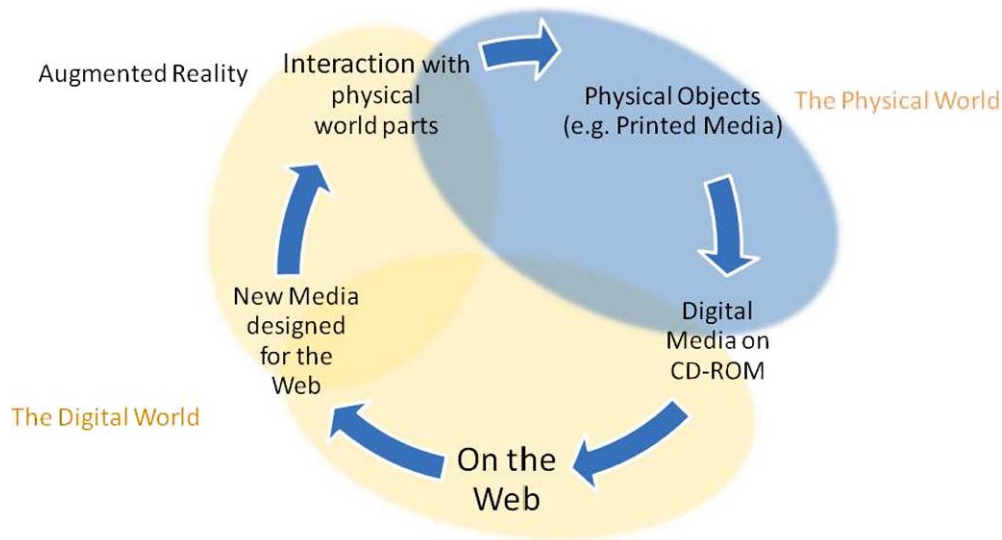 Augmented Reality
Interaction with
physical
world parts
Physical Objects
(e.g. Printed Media)
The Physical World
Digital
Media on
CD-ROM
On the
Web
New Media
designed
for the
Web
The Digital World